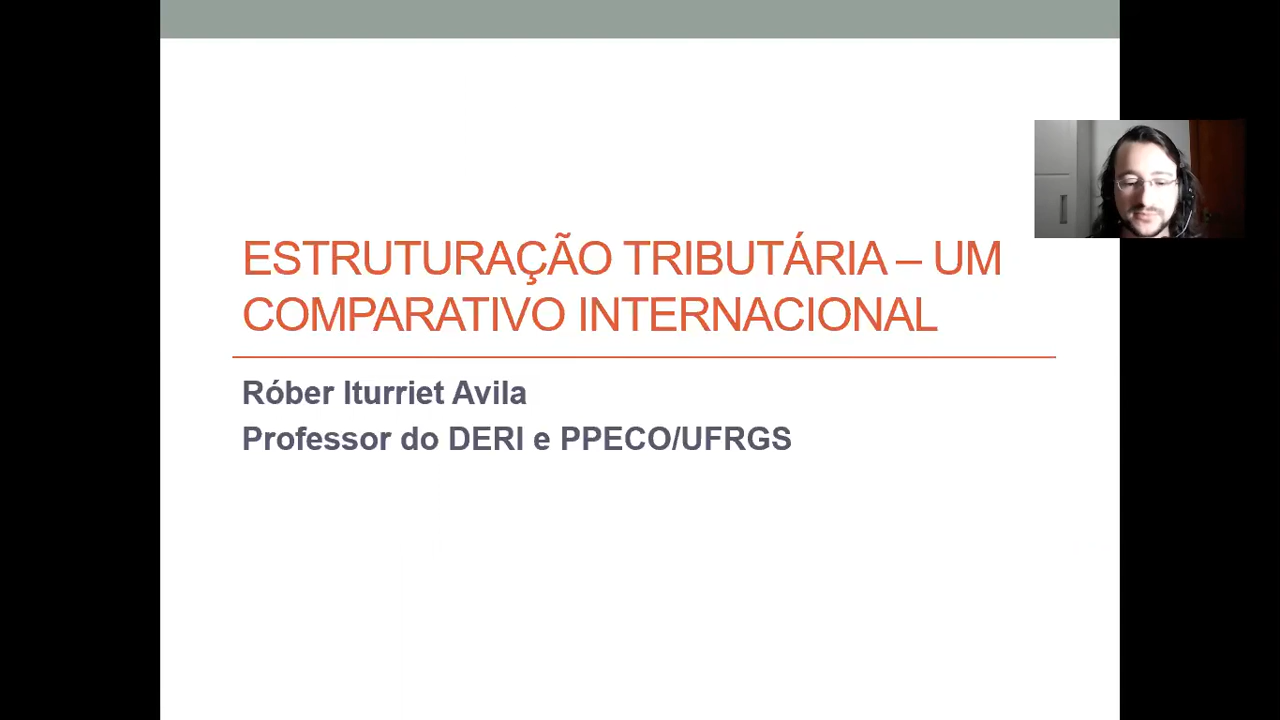 ESTRUTURAÇÃO TRIBUTÁRIA – UM
COMPARATIVO INTERNACIONAL
Róber Iturriet Avila
Professor do DERI e PPECO/UFRGS